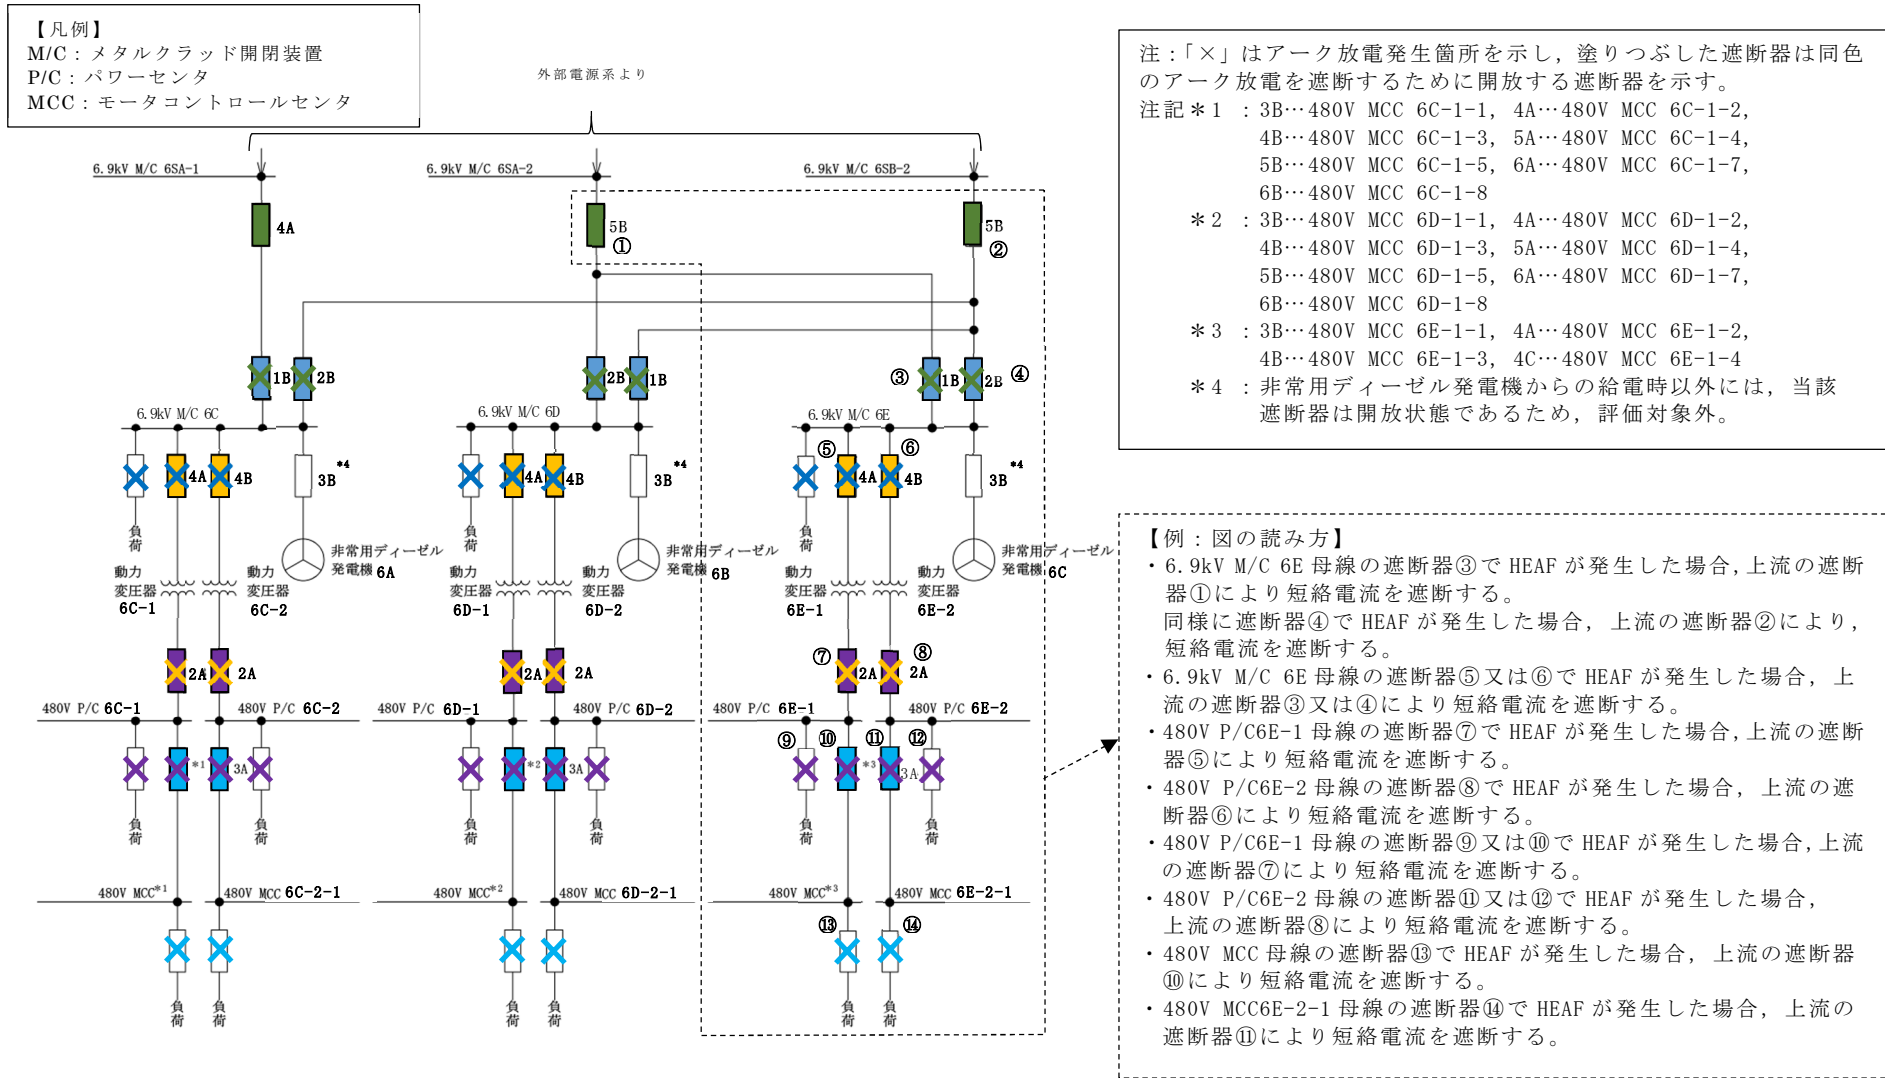 【凡例】
M/C：メタルクラッド開閉装置
P/C：パワーセンタ
MCC：モータコントロールセンタ
外部電源系より
6.9kV M/C 6SA-1
6.9kV M/C 6SA-2
6.9kV M/C 6SB-2
4A
5B
①
5B
②
1B
2B
2B
1B
③
1B
2B
④
6.9kV M/C 6C
6.9kV M/C 6D
6.9kV M/C 6E
4A
4B
3B
*4
4A
4B
3B
*4
⑤
⑥
4A
4B
3B
*4
負荷
負荷
負荷
非常用ディーゼル
発電機 6A
非常用ディーゼル
発電機 6B
非常用ディーゼル
発電機 6C
動力
変圧器
6C-1
動力
変圧器
6C-2
動力
変圧器
6D-1
動力
変圧器
6D-2
動力
変圧器
6E-1
動力
変圧器
6E-2
2A
2A
2A
2A
⑦
2A
⑧
2A
480V P/C 6C-1
480V P/C 6C-2
480V P/C 6D-1
480V P/C 6D-2
480V P/C 6E-1
480V P/C 6E-2
⑨
⑩
⑪
⑫
*1
3A
*2
3A
*3
3A
負荷
負荷
負荷
負荷
負荷
負荷
480V MCC*1
480V MCC 6C-2-1
480V MCC*2
480V MCC 6D-2-1
480V MCC*3
480V MCC 6E-2-1
⑬
⑭
負荷
負荷
負荷
負荷
負荷
負荷
注：「×」はアーク放電発生箇所を示し，塗りつぶした遮断器は同色
のアーク放電を遮断するために開放する遮断器を示す。
注記＊1 ：3B…480V MCC 6C-1-1, 4A…480V MCC 6C-1-2,
4B…480V MCC 6C-1-3, 5A…480V MCC 6C-1-4,
5B…480V MCC 6C-1-5, 6A…480V MCC 6C-1-7,
6B…480V MCC 6C-1-8
＊2 ：3B…480V MCC 6D-1-1, 4A…480V MCC 6D-1-2,
4B…480V MCC 6D-1-3, 5A…480V MCC 6D-1-4,
5B…480V MCC 6D-1-5, 6A…480V MCC 6D-1-7,
6B…480V MCC 6D-1-8
＊3 ：3B…480V MCC 6E-1-1, 4A…480V MCC 6E-1-2,
4B…480V MCC 6E-1-3, 4C…480V MCC 6E-1-4
＊4 ：非常用ディーゼル発電機からの給電時以外には，当該
遮断器は開放状態であるため，評価対象外。
【例：図の読み方】
・6.9kV M/C 6E 母線の遮断器③で HEAF が発生した場合，上流の遮断
器①により短絡電流を遮断する。
同様に遮断器④で HEAF が発生した場合，上流の遮断器②により，
短絡電流を遮断する。
・6.9kV M/C 6E 母線の遮断器⑤又は⑥で HEAF が発生した場合，上
流の遮断器③又は④により短絡電流を遮断する。
・480V P/C6E-1 母線の遮断器⑦で HEAF が発生した場合，上流の遮断
器⑤により短絡電流を遮断する。
・480V P/C6E-2 母線の遮断器⑧で HEAF が発生した場合，上流の遮
断器⑥により短絡電流を遮断する。
・480V P/C6E-1 母線の遮断器⑨又は⑩で HEAF が発生した場合，上流
の遮断器⑦により短絡電流を遮断する。
・480V P/C6E-2 母線の遮断器⑪又は⑫で HEAF が発生した場合，
上流の遮断器⑧により短絡電流を遮断する。
・480V MCC 母線の遮断器⑬で HEAF が発生した場合，上流の遮断器
⑩により短絡電流を遮断する。
・480V MCC6E-2-1 母線の遮断器⑭で HEAF が発生した場合，上流の
遮断器⑪により短絡電流を遮断する。